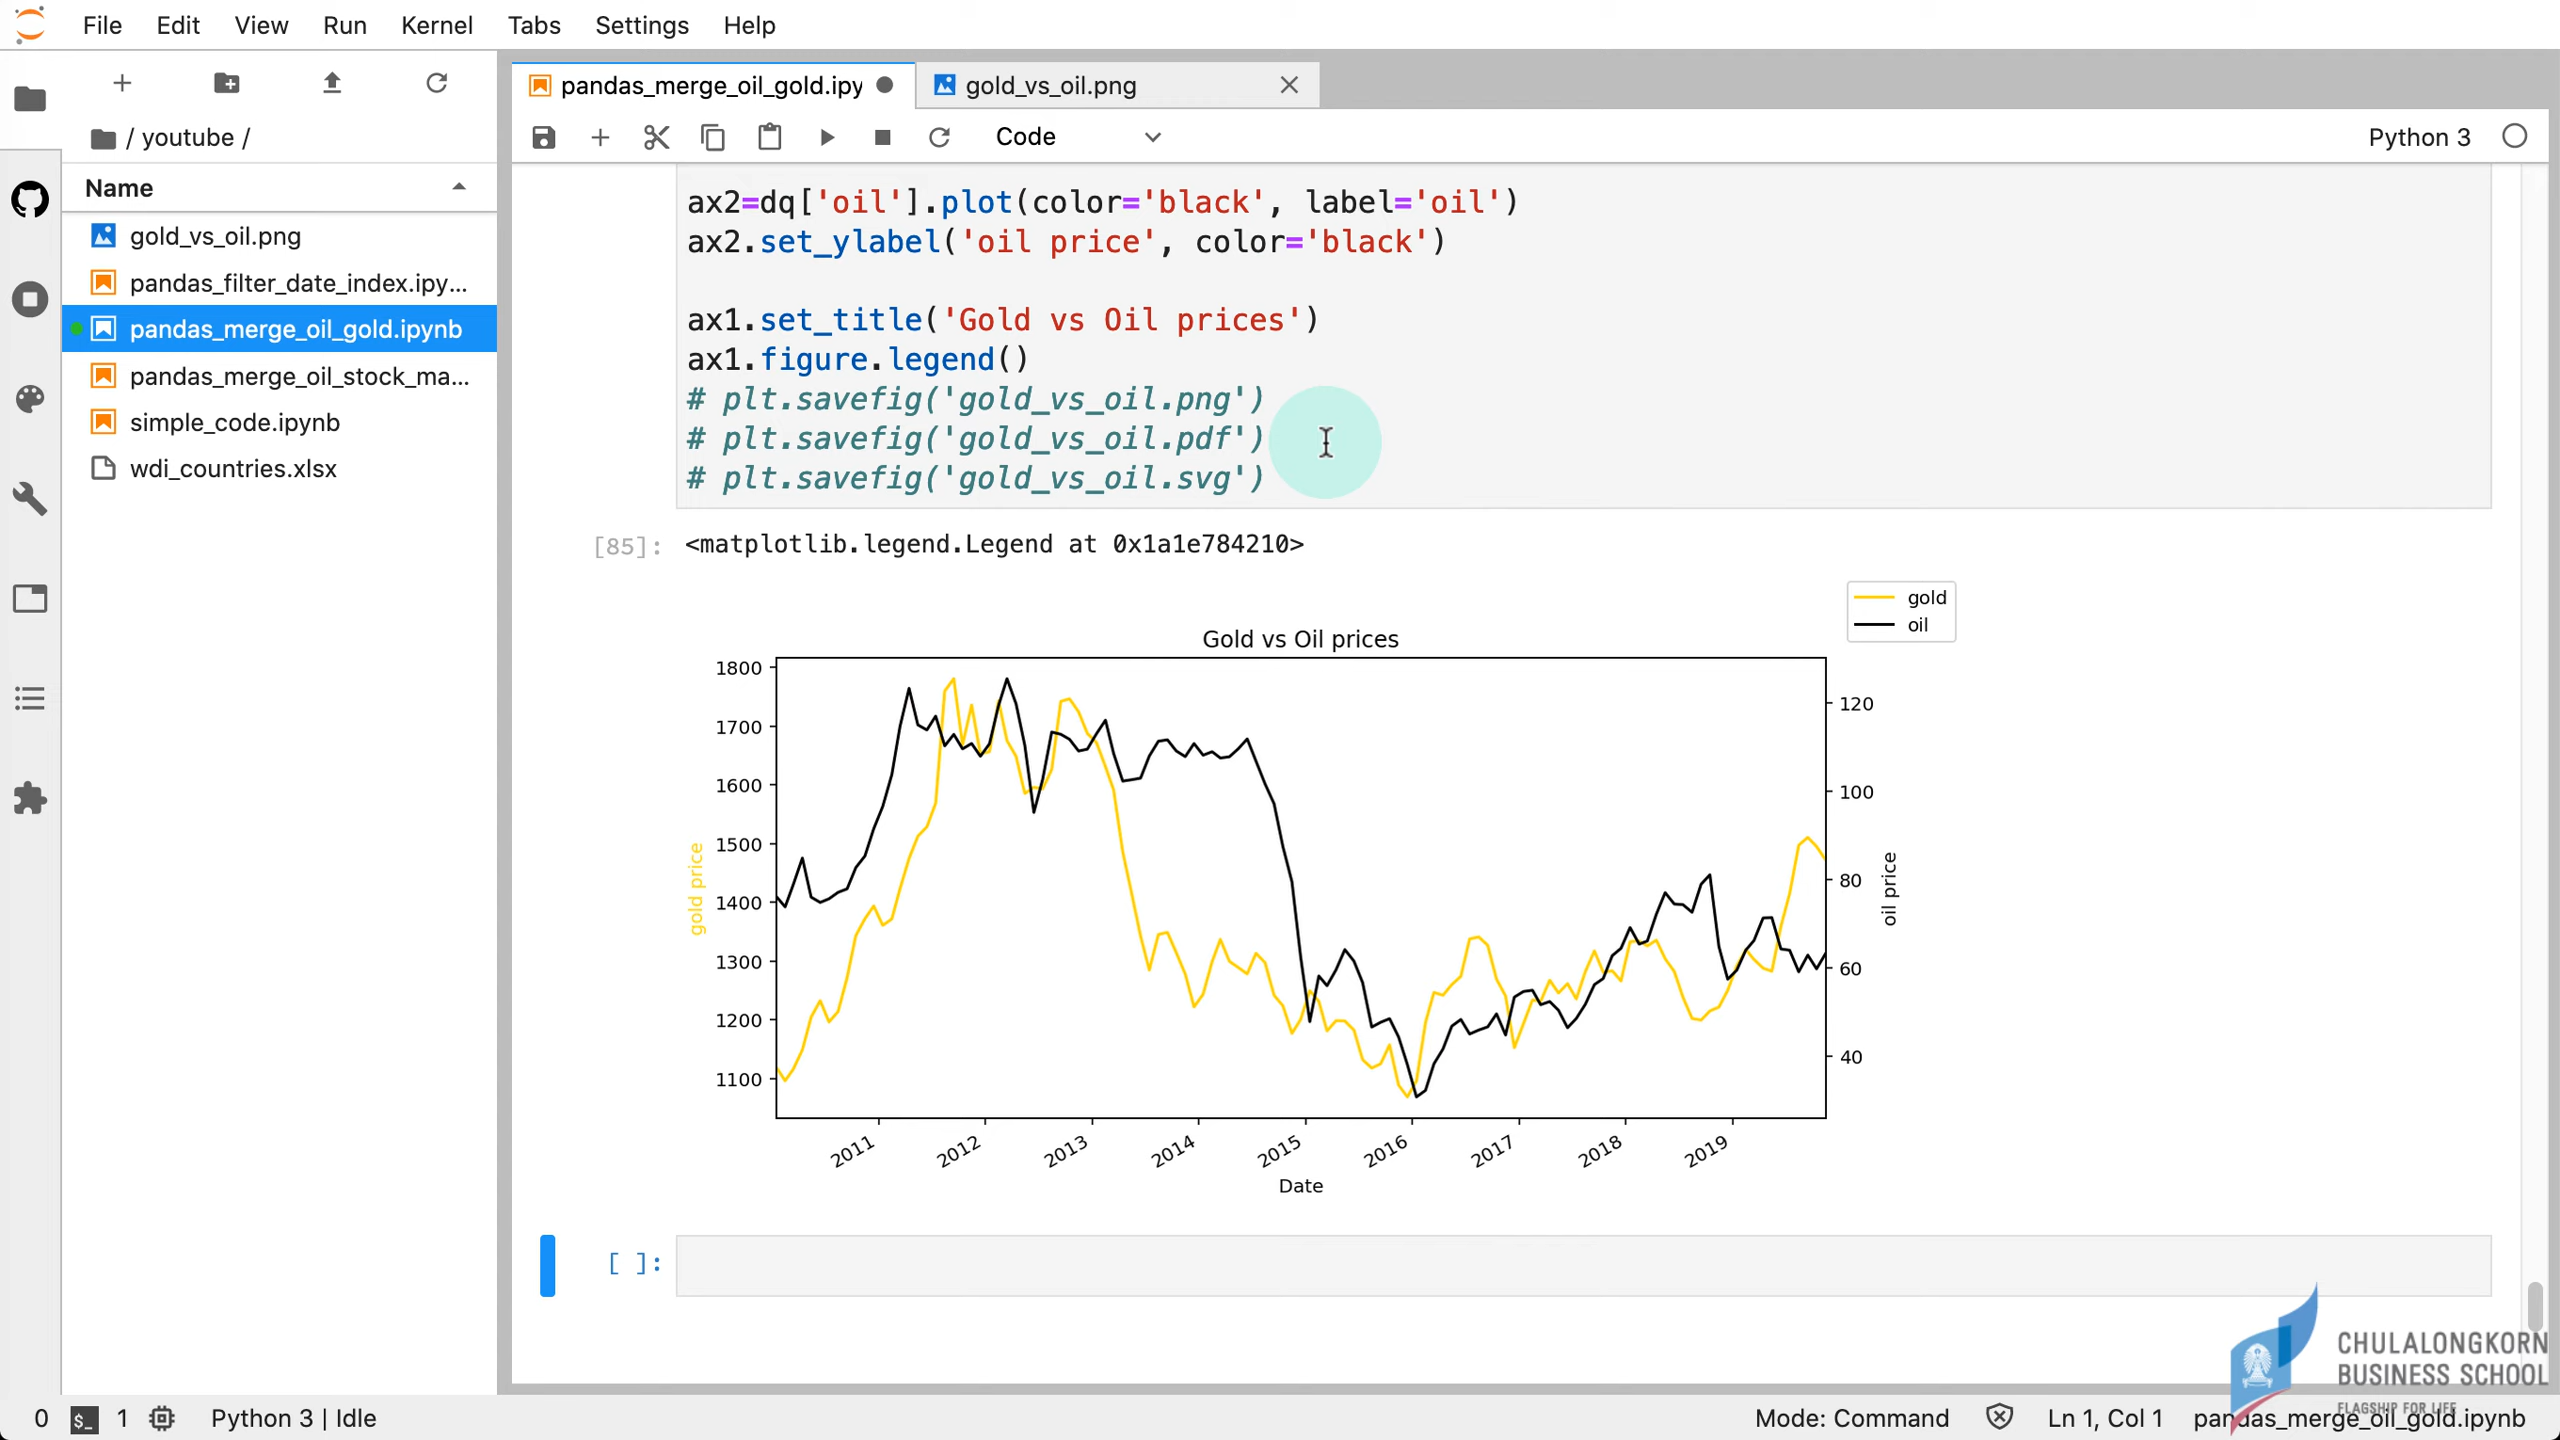 File Edit View Run Kernel Tabs Settings Help
pandas_merge_oil_gold.ipy gold_vs_oil.png
/ youtube /
Code Python 3
Name
gold_vs_oil.png
pandas_filter_date_index.ipy...
pandas_merge_oil_gold.ipynb
pandas_merge_oil_stock_ma...
simple_code.ipynb
wdi_countries.xlsx
ax2=dq['oil'].plot(color='black', label='oil')
ax2.set_ylabel('oil price', color='black')
ax1.set_title('Gold vs Oil prices')
ax1.figure.legend()
# plt.savefig('gold_vs_oil.png')
# plt.savefig('gold_vs_oil.pdf')
# plt.savefig('gold_vs_oil.svg')
[85]: <matplotlib.legend.Legend at 0x1a1e784210>
gold
oil
Gold vs Oil prices
1800
1700
1600
1500
1400
1300
1200
1100
gold price
120
100
80
60
40
oil price
2011 2012 2013 2014 2015 2016 2017 2018 2019
Date
[ ]:
CHULALONGKORN
BUSINESS SCHOOL
FLAGSHIP FOR LIFE
0 $_ 1 Python 3 | Idle Mode: Command Ln 1, Col 1 pandas_merge_oil_gold.ipynb